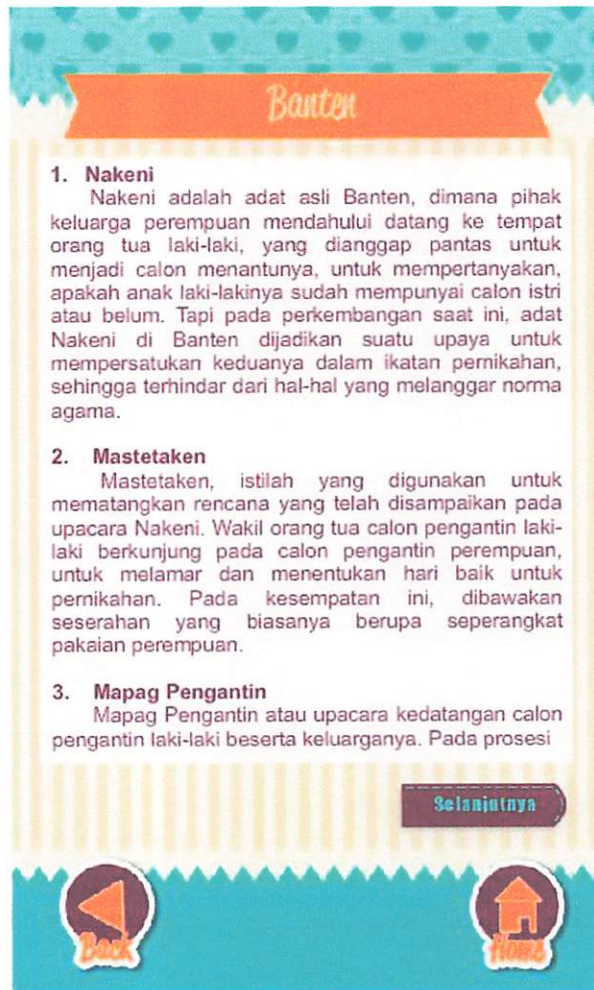 Banten
1. Nakeni
Nakeni adalah adat asli Banten, dimana pihak
keluarga perempuan mendahului datang ke tempat
orang tua laki-laki, yang dianggap pantas untuk
menjadi calon menantunya, untuk mempertanyakan,
apakah anak laki-lakinya sudah mempunyai calon istri
atau belum. Tapi pada perkembangan saat ini, adat
Nakeni di Banten dijadikan suatu upaya untuk
mempersatukan keduanya dalam ikatan pernikahan,
sehingga terhindar dari hal-hal yang melanggar norma
agama.
2. Mastetaken
Mastetaken, istilah yang digunakan untuk
mematangkan rencana yang telah disampaikan pada
upacara Nakeni. Wakil orang tua calon pengantin laki-
laki berkunjung pada calon pengantin perempuan,
untuk melamar dan menentukan hari baik untuk
pernikahan. Pada kesempatan ini, dibawakan
seserahan yang biasanya berupa seperangkat
pakaian perempuan.
3. Mapag Pengantin
Mapag Pengantin atau upacara kedatangan calon
pengantin laki-laki beserta keluarganya. Pada prosesi
Selanjutnya
Back
Home